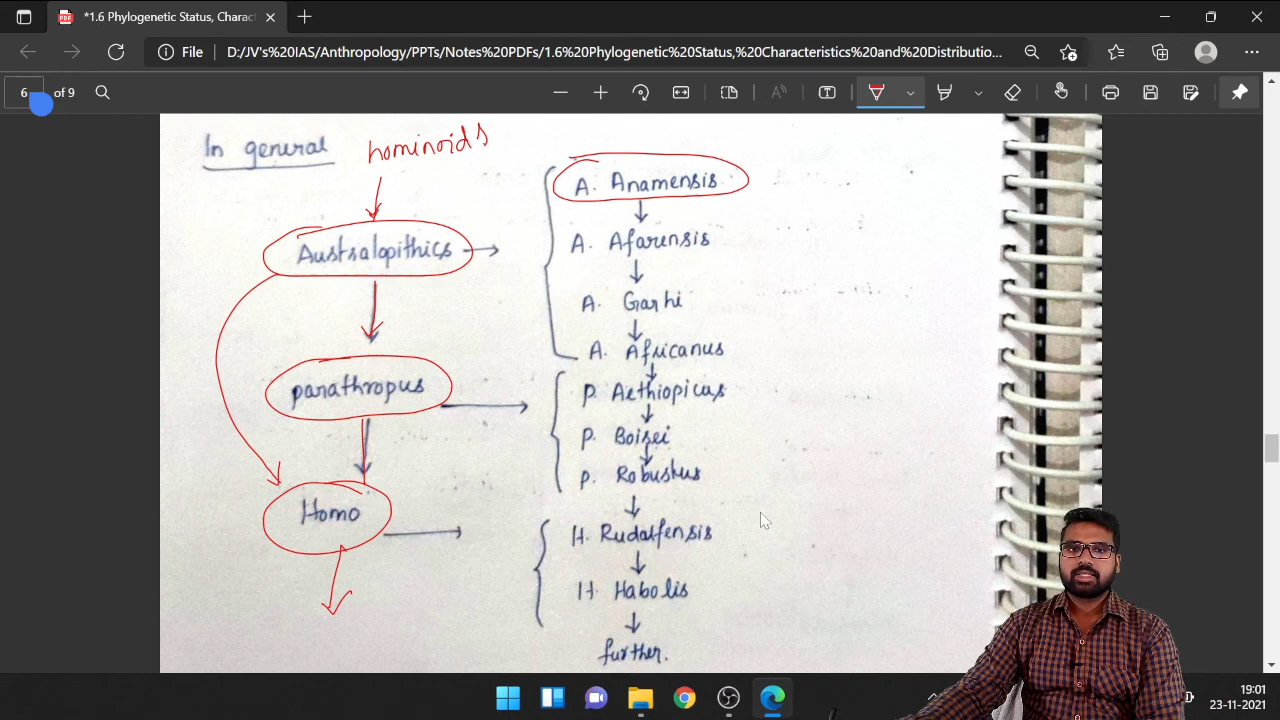 *1.6 Phylogenetic Status, Charac
File D:/JV's%20IAS/Anthropology/PPTs/Notes%20PDFs/1.6%20Phylogenetic%20Status,%20Characteristics%20and%20Distributio...
6 of 9
In general
hominoids
Australopithics
parathropus
Homo
A. Anamensis
A. Afarensis
A. Garhi
A. Africanus
P. Aethiopicus
P. Boisei
P. Robustus
H. Rudalfensis
H. Habolis
further.
19:01
23-11-2021